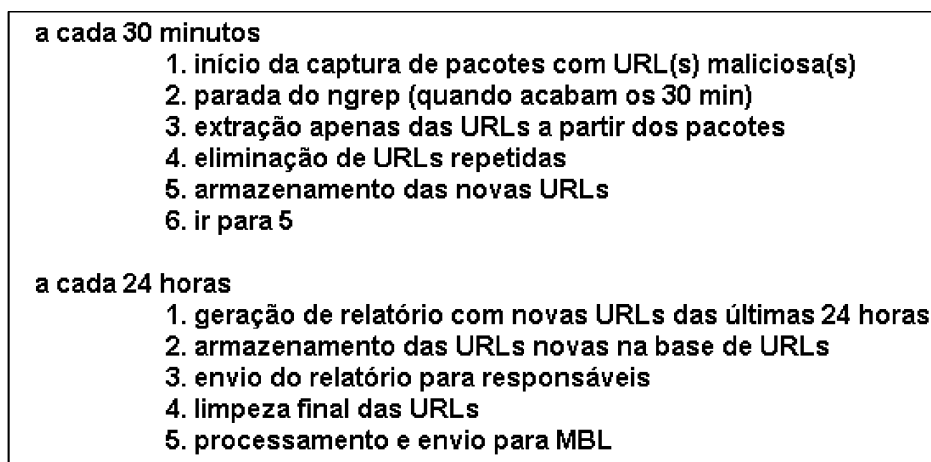 a cada 30 minutos
1. início da captura de pacotes com URL(s) maliciosa(s)
2. parada do ngrep (quando acabam os 30 min)
3. extração apenas das URLs a partir dos pacotes
4. eliminação de URLs repetidas
5. armazenamento das novas URLs
6. ir para 5
a cada 24 horas
1. geração de relatório com novas URLs das últimas 24 horas
2. armazenamento das URLs novas na base de URLs
3. envio do relatório para responsáveis
4. limpeza final das URLs
5. processamento e envio para MBL